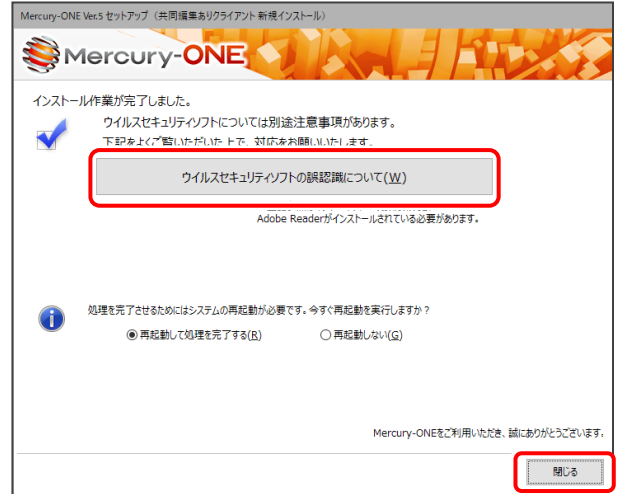 Mercury-ONE Ver.5 セットアップ（共同編集ありクライアント 新規インストール）
Mercury-ONE
インストール作業が完了しました。
ウイルスセキュリティソフトについては別途注意事項があります。
下記をよくご覧いただいた上で、対応をお願いいたします。
ウイルスセキュリティソフトの誤認識について(W)
Adobe Readerがインストールされている必要があります。
処理を完了させるためにはシステムの再起動が必要です。今すぐ再起動を実行しますか？
再起動して処理を完了する(R) 再起動しない(G)
Mercury-ONEをご利用いただき、誠にありがとうございます。
閉じる